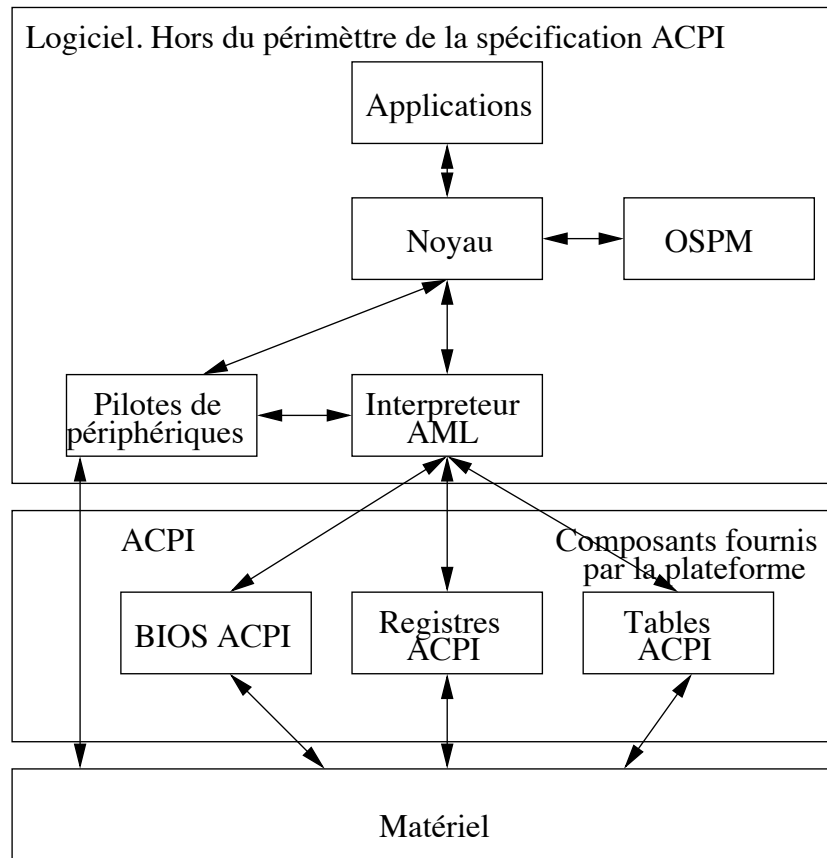 Logiciel. Hors du périmèttre de la spécification ACPI
Applications
Noyau
OSPM
Pilotes de
périphériques
Interpreteur
AML
ACPI
Composants fournis
par la plateforme
BIOS ACPI
Registres
ACPI
Tables
ACPI
Matériel